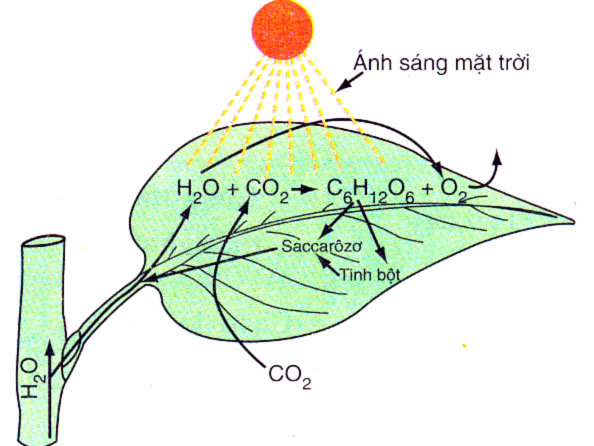 Ánh sáng mặt trời
H₂O + CO₂ → C₆H₁₂O₆ + O₂
Saccarôzơ
Tinh bột
H₂O
CO₂